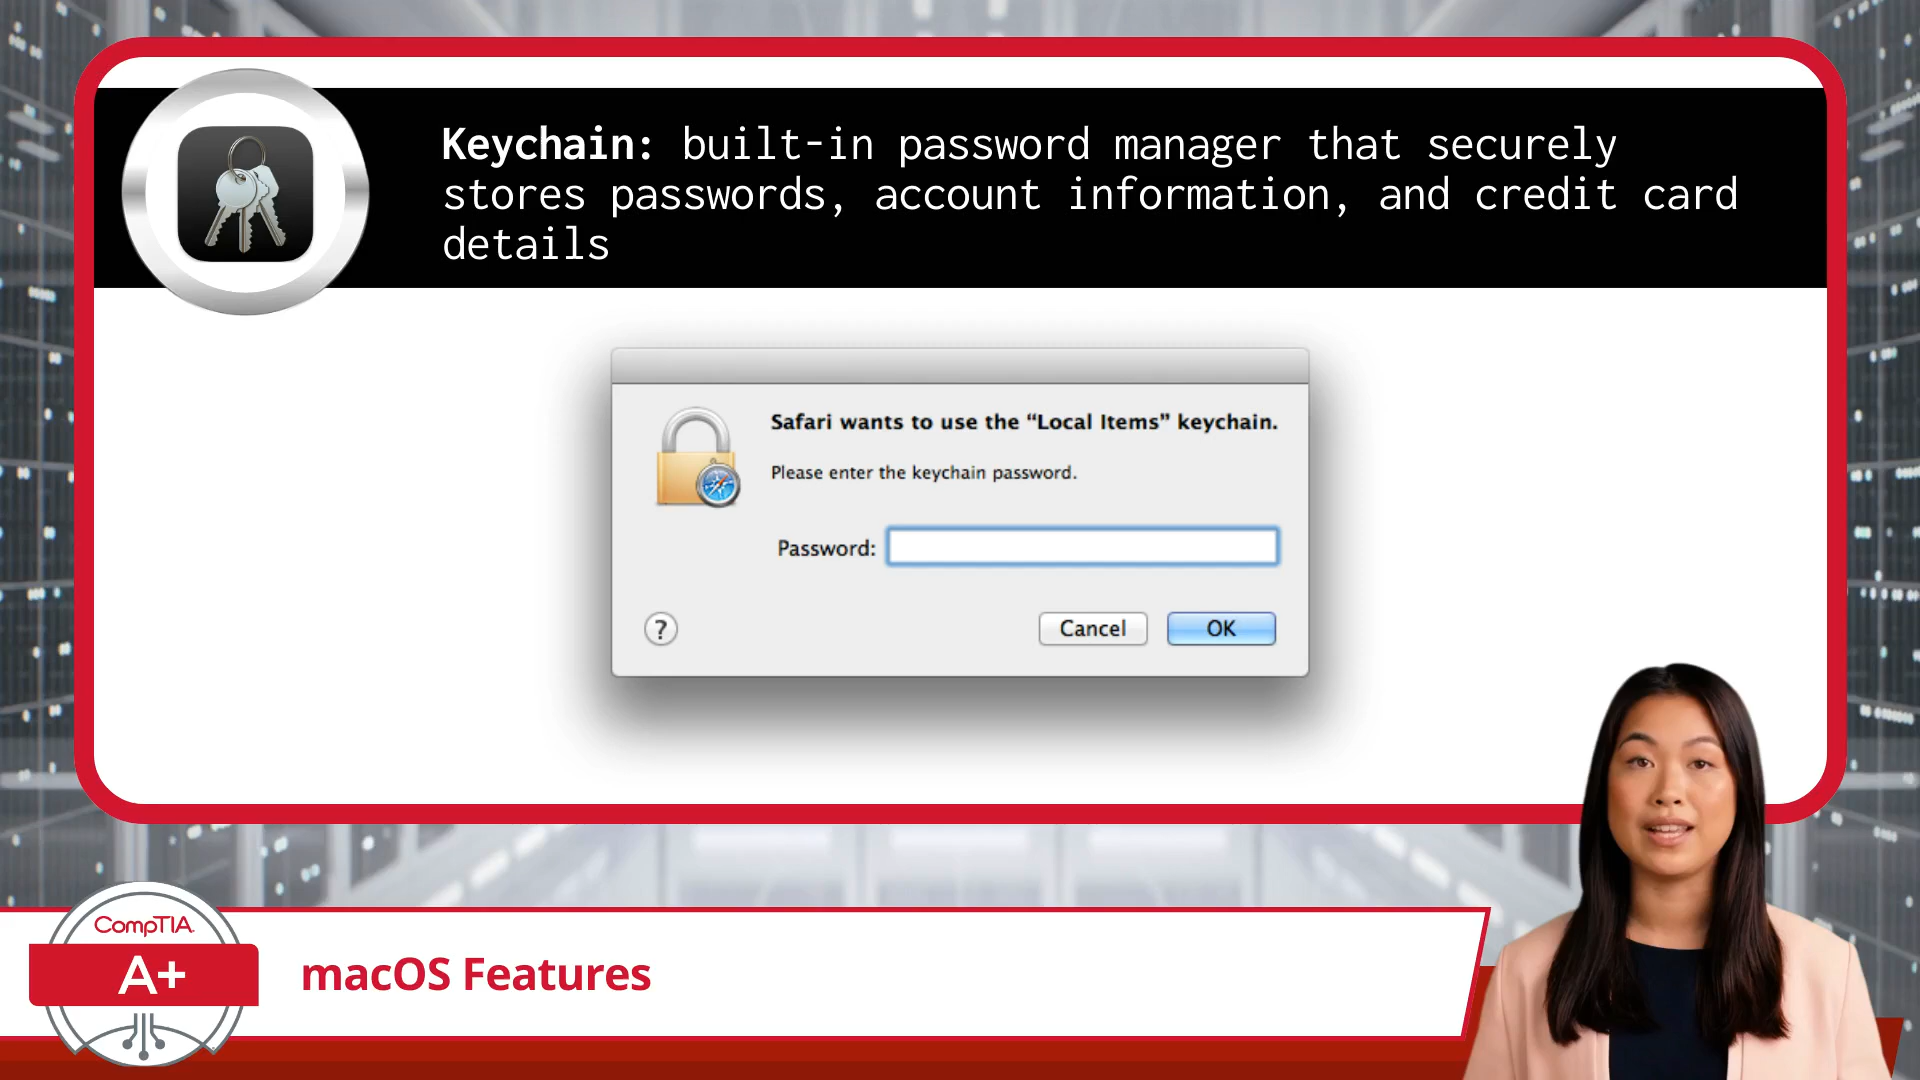 Keychain: built-in password manager that securely
stores passwords, account information, and credit card
details
Safari wants to use the “Local Items” keychain.
Please enter the keychain password.
Password:
?
Cancel
OK
CompTIA.
A+
macOS Features